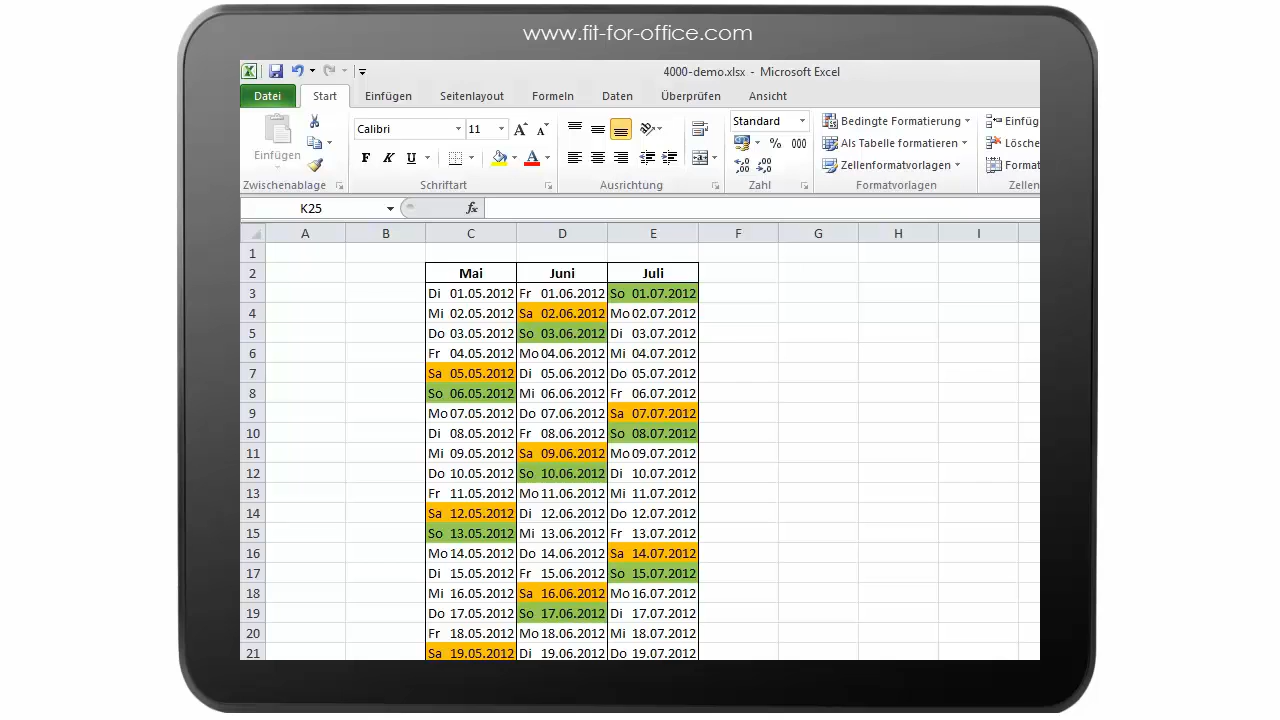 www.fit-for-office.com
4000-demo.xlsx - Microsoft Excel
Datei Start Einfügen Seitenlayout Formeln Daten Überprüfen Ansicht
Calibri 11 Standard Bedingte Formatierung Einfüg
Einfügen F K U A % 000 Als Tabelle formatieren Lösche
Zellenformatvorlagen Format
Zwischenablage Schriftart Ausrichtung Zahl Formatvorlagen Zellen
K25 fx
A B C D E F G H I
1
2 Mai Juni Juli
3 Di 01.05.2012 Fr 01.06.2012 So 01.07.2012
4 Mi 02.05.2012 Sa 02.06.2012 Mo 02.07.2012
5 Do 03.05.2012 So 03.06.2012 Di 03.07.2012
6 Fr 04.05.2012 Mo 04.06.2012 Mi 04.07.2012
7 Sa 05.05.2012 Di 05.06.2012 Do 05.07.2012
8 So 06.05.2012 Mi 06.06.2012 Fr 06.07.2012
9 Mo 07.05.2012 Do 07.06.2012 Sa 07.07.2012
10 Di 08.05.2012 Fr 08.06.2012 So 08.07.2012
11 Mi 09.05.2012 Sa 09.06.2012 Mo 09.07.2012
12 Do 10.05.2012 So 10.06.2012 Di 10.07.2012
13 Fr 11.05.2012 Mo 11.06.2012 Mi 11.07.2012
14 Sa 12.05.2012 Di 12.06.2012 Do 12.07.2012
15 So 13.05.2012 Mi 13.06.2012 Fr 13.07.2012
16 Mo 14.05.2012 Do 14.06.2012 Sa 14.07.2012
17 Di 15.05.2012 Fr 15.06.2012 So 15.07.2012
18 Mi 16.05.2012 Sa 16.06.2012 Mo 16.07.2012
19 Do 17.05.2012 So 17.06.2012 Di 17.07.2012
20 Fr 18.05.2012 Mo 18.06.2012 Mi 18.07.2012
21 Sa 19.05.2012 Di 19.06.2012 Do 19.07.2012